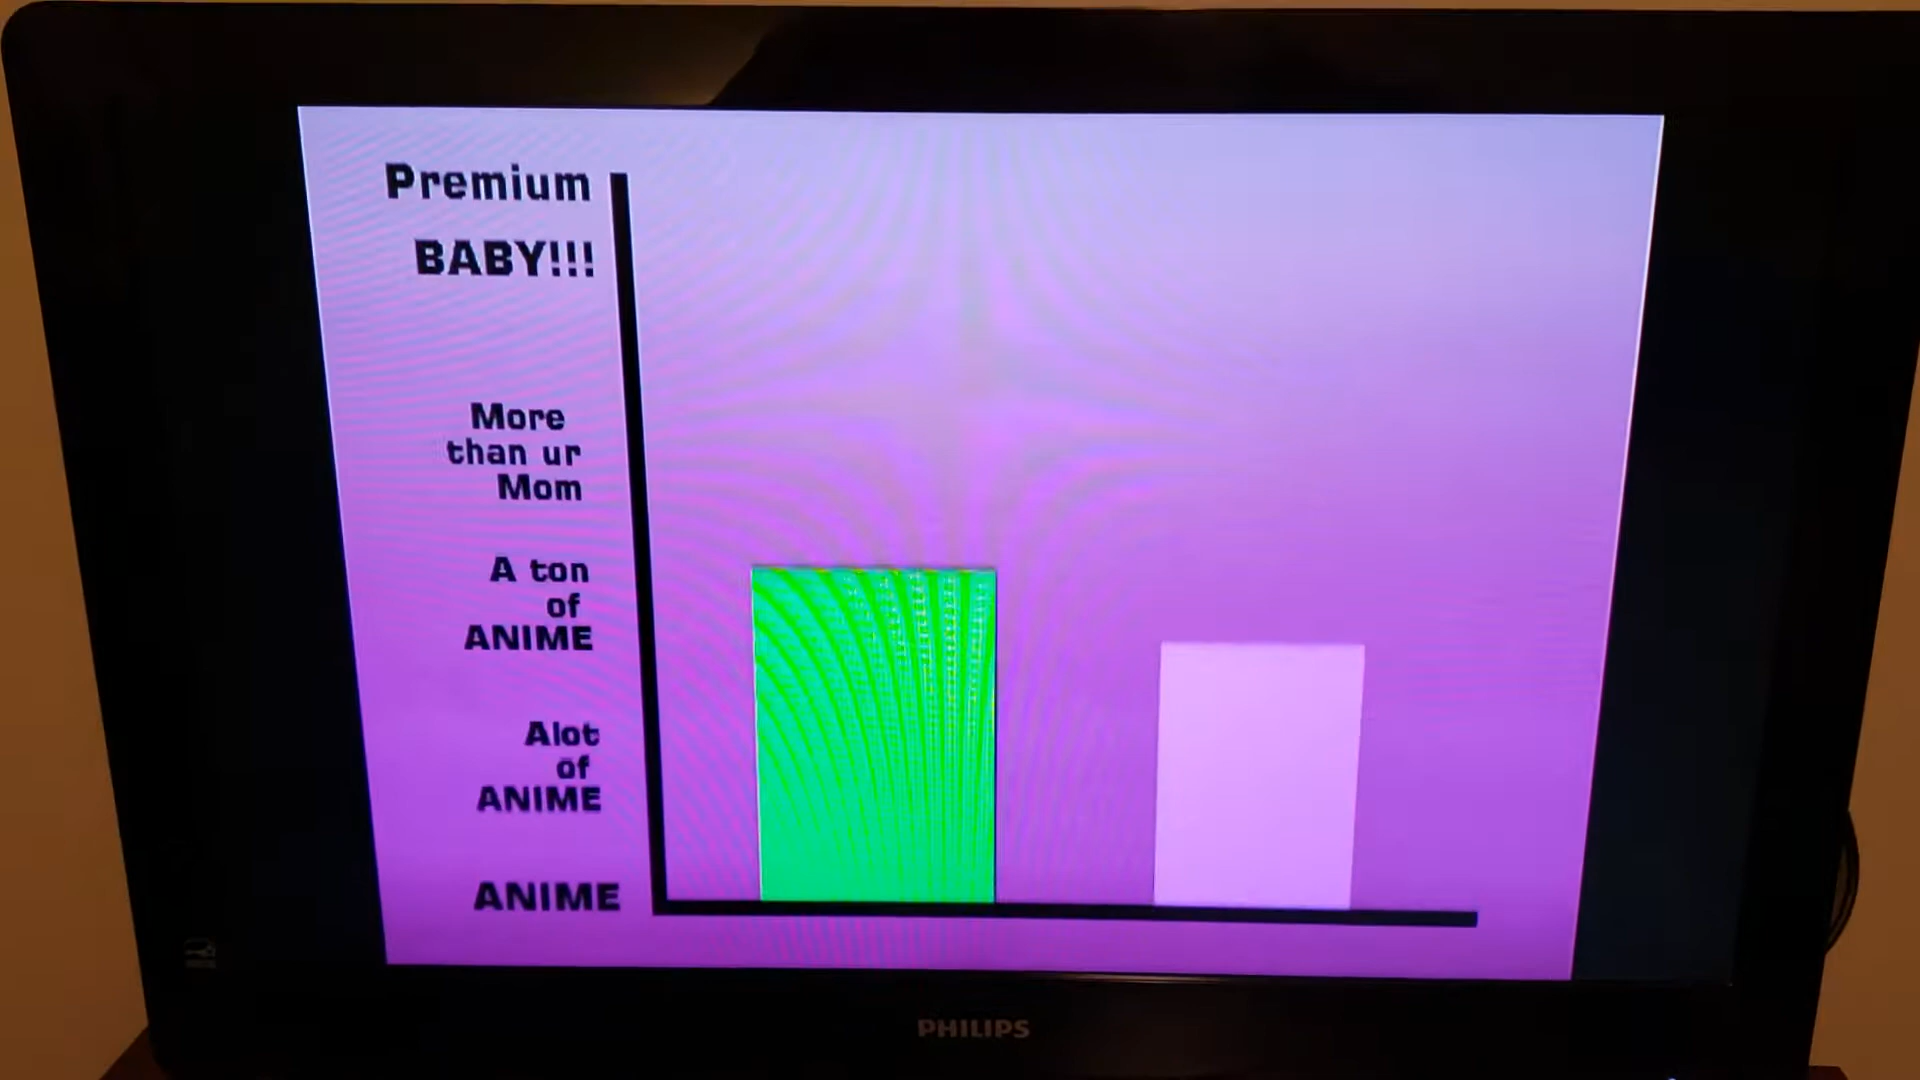 Premium
BABY!!!
More
than ur
Mom
A ton
of
ANIME
Alot
of
ANIME
ANIME
PHILIPS